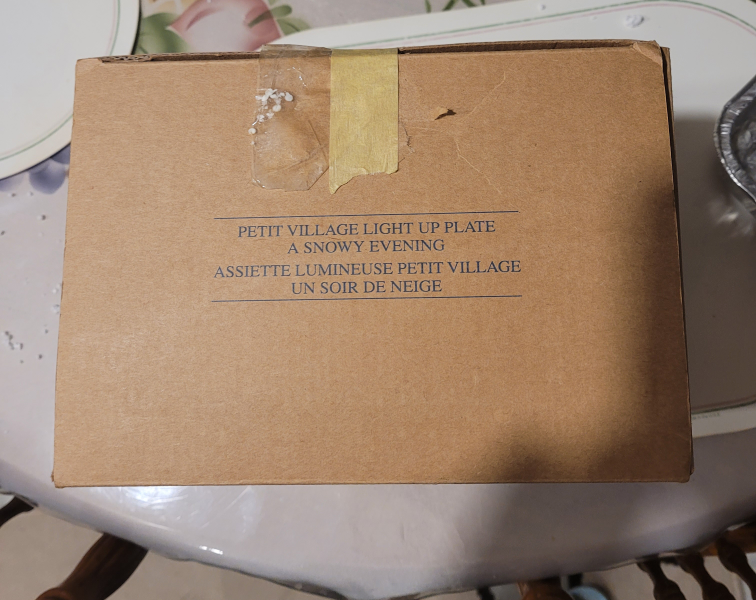 PETIT VILLAGE LIGHT UP PLATE
A SNOWY EVENING
ASSIETTE LUMINEUSE PETIT VILLAGE
UN SOIR DE NEIGE